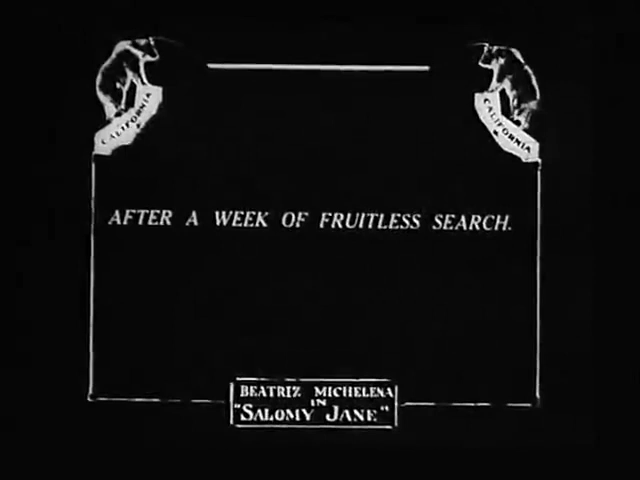 CALIFORNIA
CALIFORNIA
AFTER A WEEK OF FRUITLESS SEARCH.
BEATRIZ MICHELENA
IN
"SALOMY JANE"